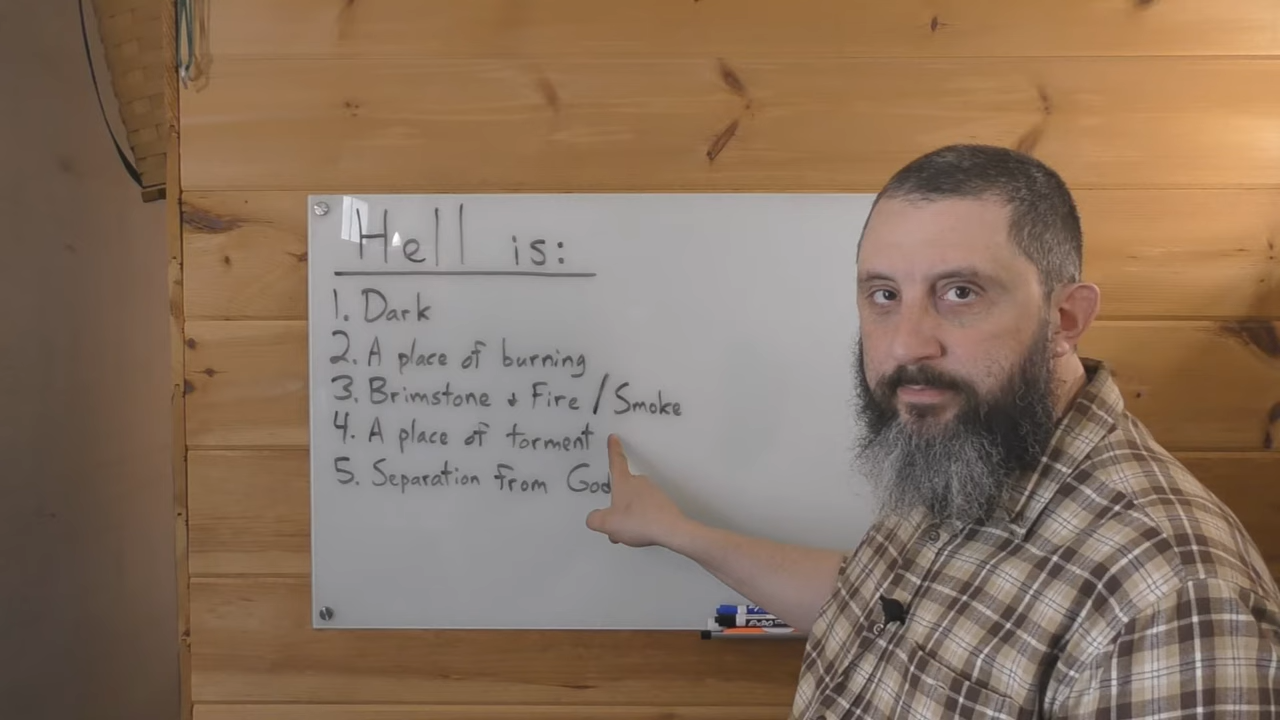 Hell is:
1. Dark
2. A place of burning
3. Brimstone + Fire / Smoke
4. A place of torment
5. Separation from God
EXPO